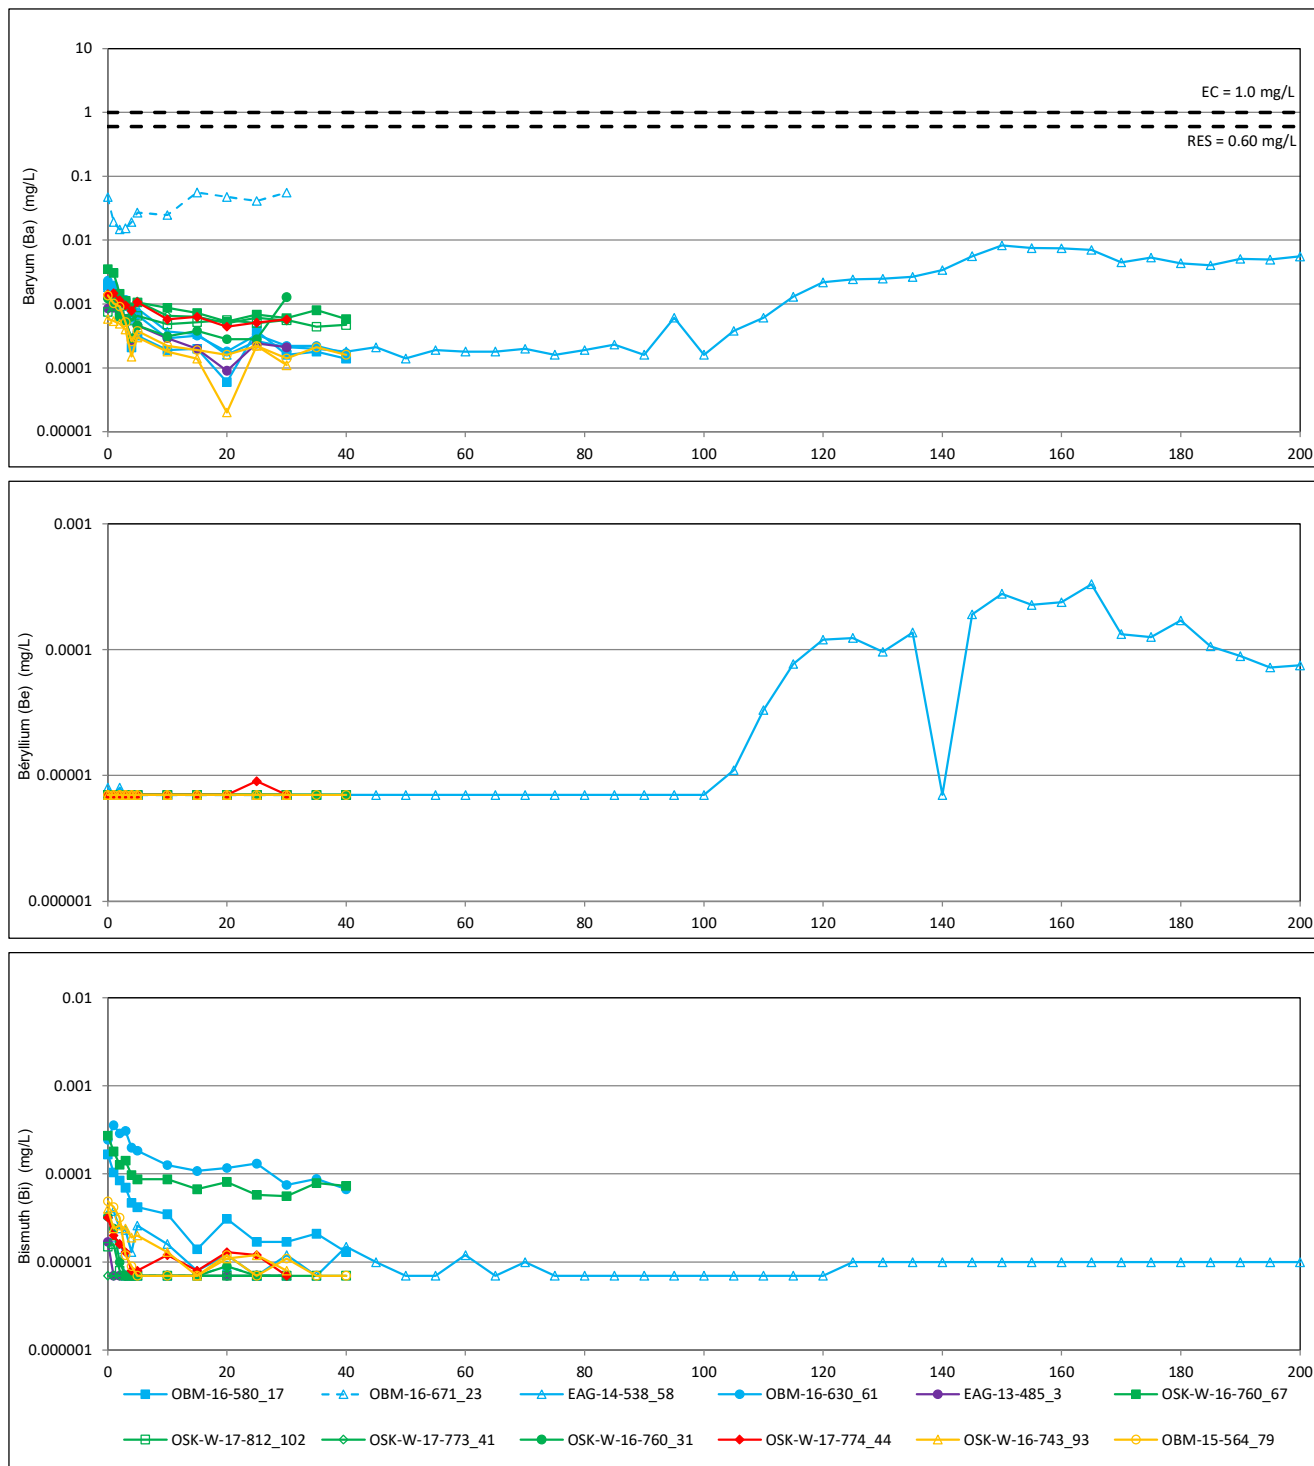 10
EC = 1.0 mg/L
1
RES = 0.60 mg/L
0.1
0.01
0.001
0.0001
0.00001
Baryum (Ba) (mg/L)
0 20 40 60 80 100 120 140 160 180 200
0.001
0.0001
0.00001
0.000001
Béryllium (Be) (mg/L)
0 20 40 60 80 100 120 140 160 180 200
0.01
0.001
0.0001
0.00001
0.000001
Bismuth (Bi) (mg/L)
0 20 40 60 80 100 120 140 160 180 200
OBM-16-580_17 OBM-16-671_23 EAG-14-538_58 OBM-16-630_61 EAG-13-485_3 OSK-W-16-760_67
OSK-W-17-812_102 OSK-W-17-773_41 OSK-W-16-760_31 OSK-W-17-774_44 OSK-W-16-743_93 OBM-15-564_79